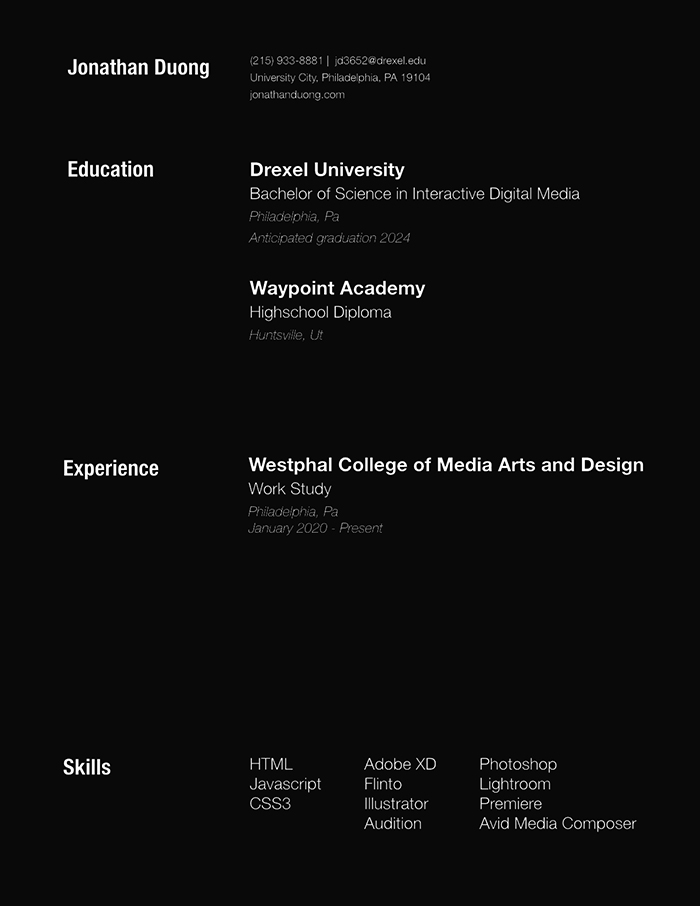 Jonathan Duong
(215) 933-8881 | jd3652@drexel.edu
University City, Philadelphia, PA 19104
jonathanduong.com
Education
Drexel University
Bachelor of Science in Interactive Digital Media
Philadelphia, Pa
Anticipated graduation 2024
Waypoint Academy
Highschool Diploma
Huntsville, Ut
Experience
Westphal College of Media Arts and Design
Work Study
Philadelphia, Pa
January 2020 - Present
Skills
HTML
Javascript
CSS3
Adobe XD
Flinto
Illustrator
Audition
Photoshop
Lightroom
Premiere
Avid Media Composer